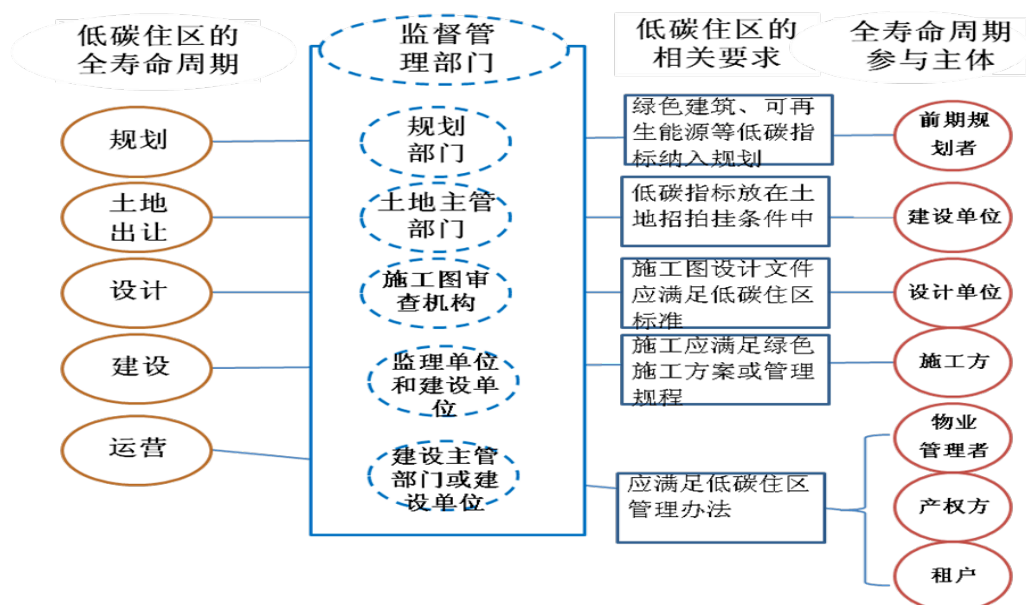 低碳住区的
全寿命周期
监督管
理部门
低碳住区的
相关要求
全寿命周期
参与主体
规划
规划
部门
绿色建筑、可再
生能源等低碳指
标纳入规划
前期规
划者
土地
出让
土地主管
部门
低碳指标放在土
地招拍挂条件中
建设单位
设计
施工图审
查机构
施工图设计文件
应满足低碳住区
标准
设计单位
建设
监理单位
和建设单
位
施工应满足绿色
施工方案或管理
规程
施工方
运营
建设主管
部门或建
设单位
应满足低碳住区
管理办法
物业
管理者
产权方
租户